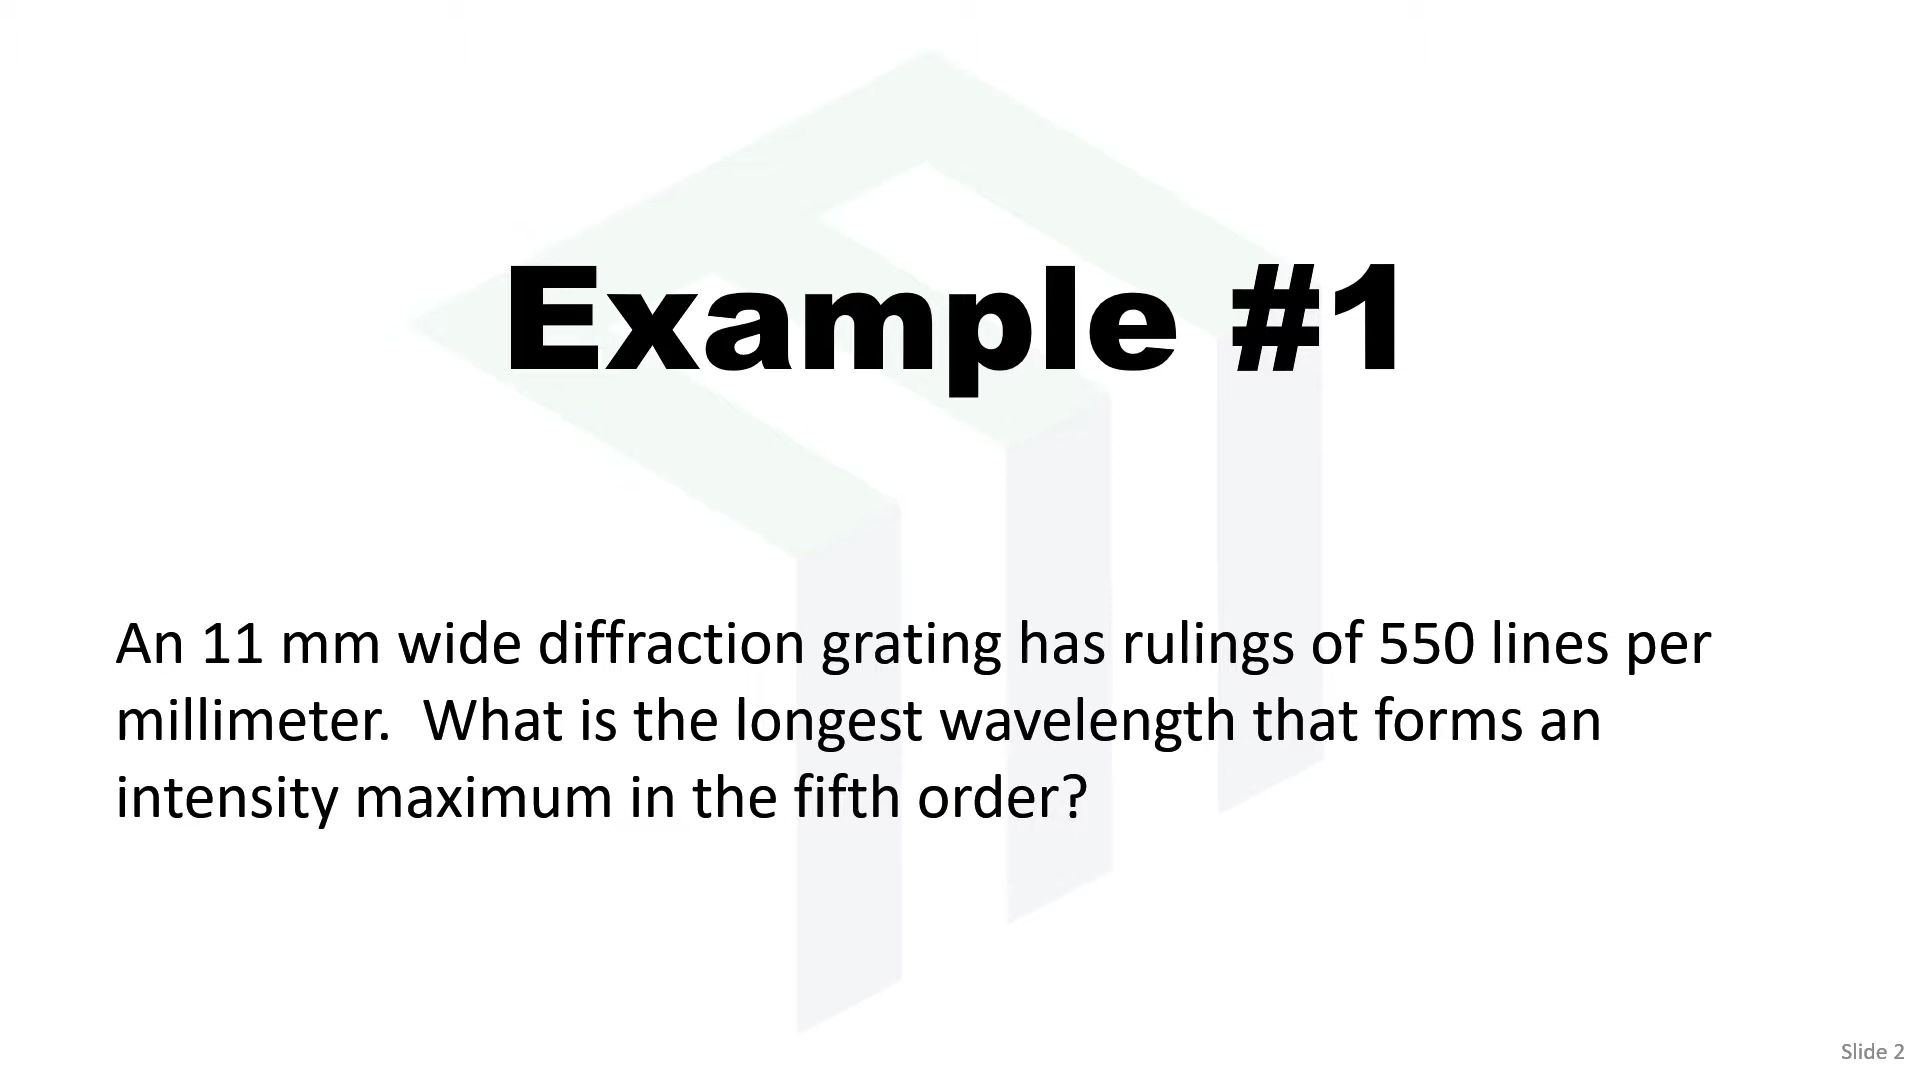 Example #1
An 11 mm wide diffraction grating has rulings of 550 lines per
millimeter.  What is the longest wavelength that forms an
intensity maximum in the fifth order?
Slide 2